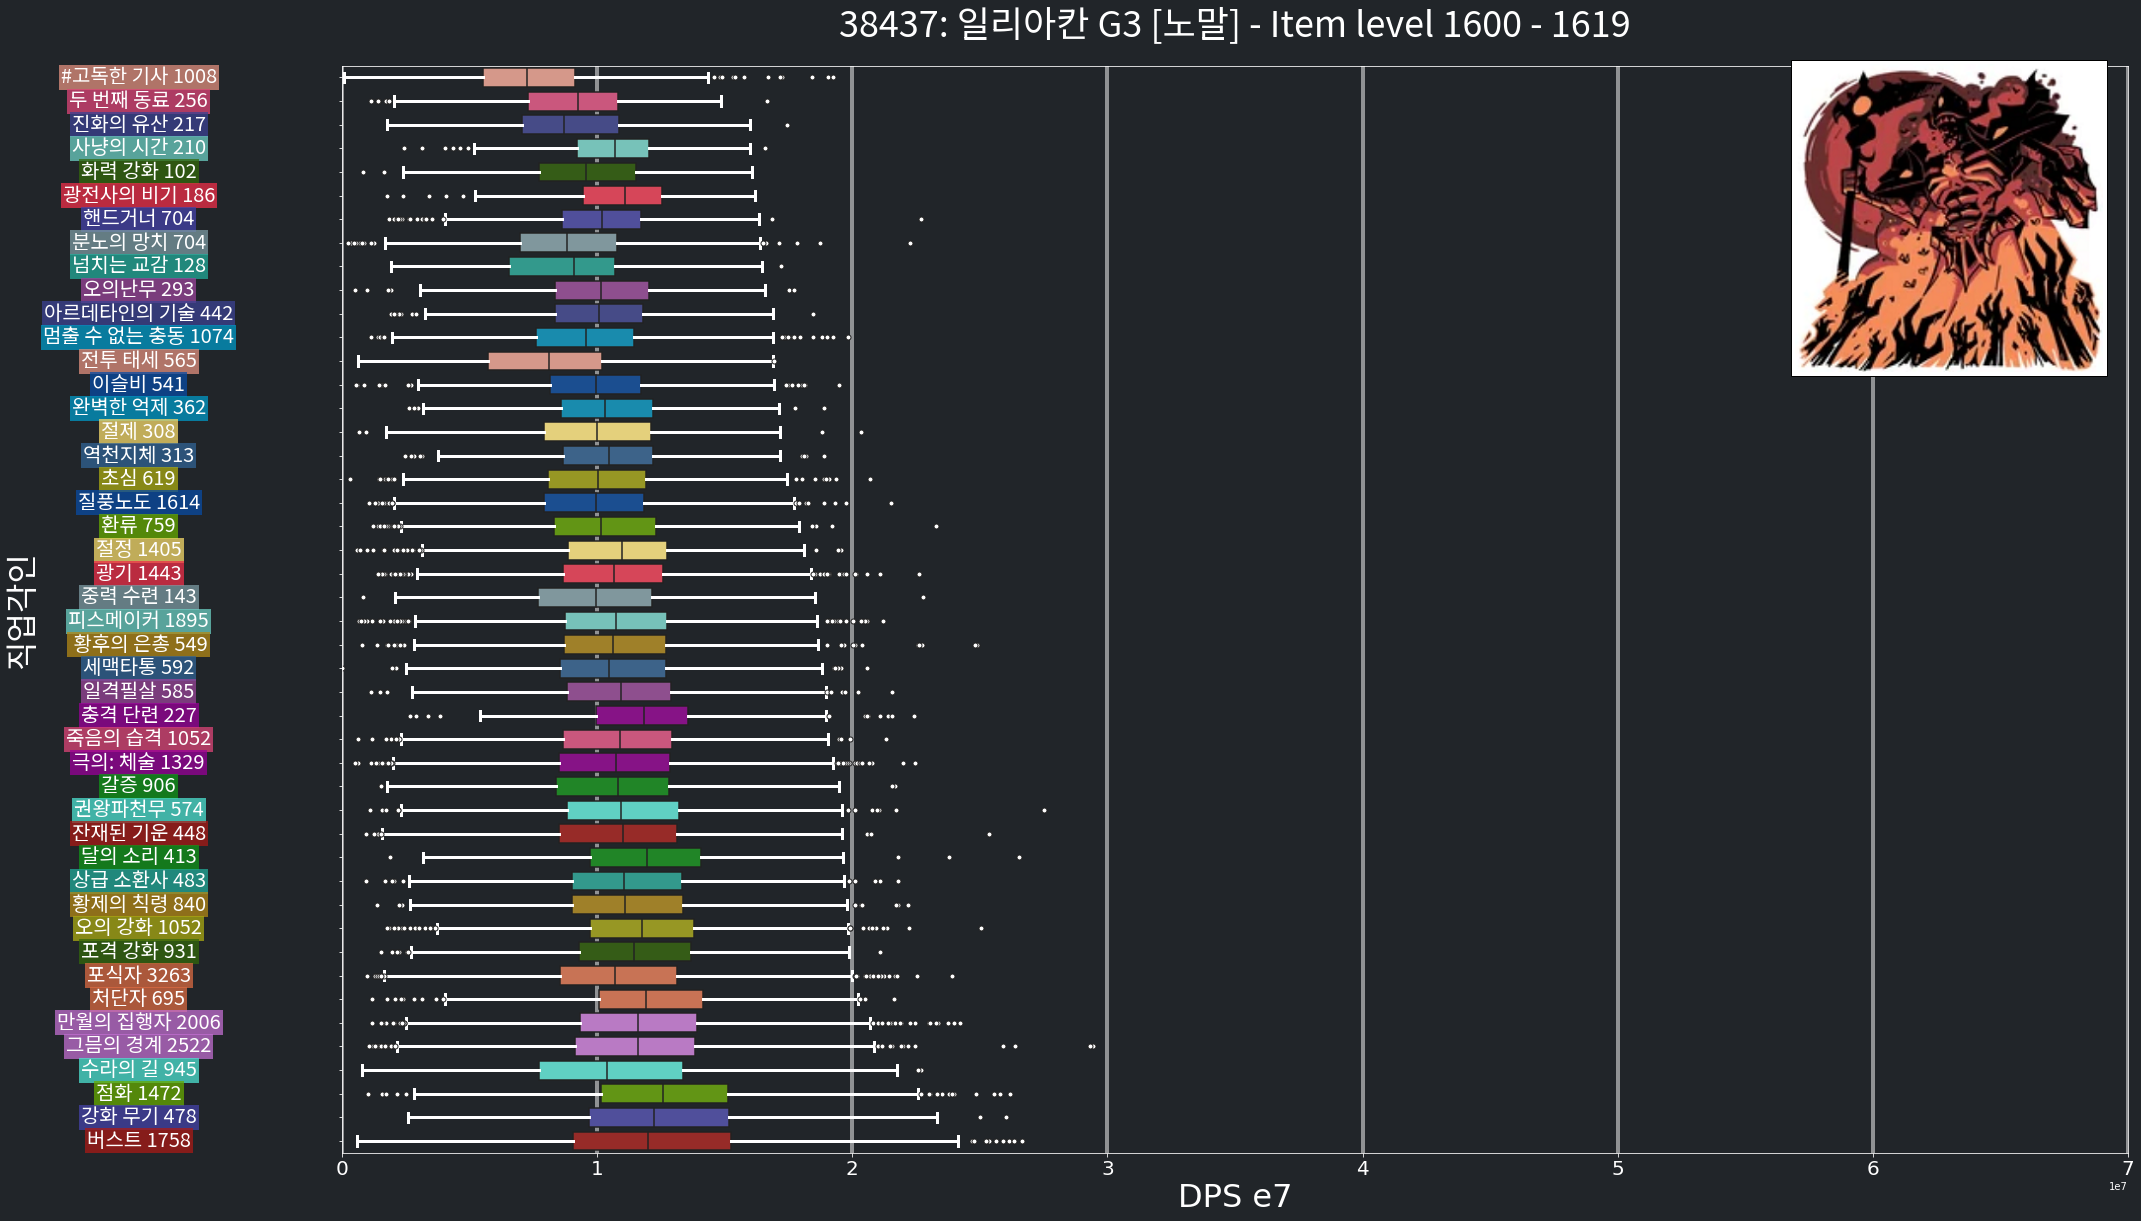 38437: 일리아칸 G3 [노말] - Item level 1600 - 1619
#고독한 기사 1008
두 번째 동료 256
진화의 유산 217
사냥의 시간 210
화력 강화 102
광전사의 비기 186
핸드거너 704
분노의 망치 704
넘치는 교감 128
오의난무 293
아르데타인의 기술 442
멈출 수 없는 충동 1074
전투 태세 565
이슬비 541
완벽한 억제 362
절제 308
역천지체 313
초심 619
질풍노도 1614
환류 759
절정 1405
광기 1443
중력 수련 143
피스메이커 1895
황후의 은총 549
세맥타통 592
일격필살 585
충격 단련 227
죽음의 습격 1052
극의: 체술 1329
갈증 906
권왕파천무 574
잔재된 기운 448
달의 소리 413
상급 소환사 483
황제의 칙령 840
오의 강화 1052
포격 강화 931
포식자 3263
처단자 695
만월의 집행자 2006
그믐의 경계 2522
수라의 길 945
점화 1472
강화 무기 478
버스트 1758
직업각인
0 1 2 3 4 5 6 7
1e7
DPS e7